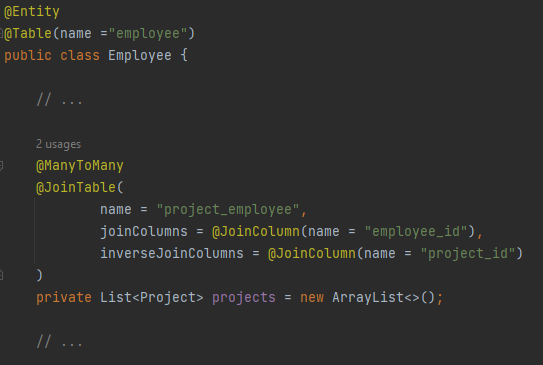 @Entity
@Table(name ="employee")
public class Employee {
// ...
2 usages
@ManyToMany
@JoinTable(
name = "project_employee",
joinColumns = @JoinColumn(name = "employee_id"),
inverseJoinColumns = @JoinColumn(name = "project_id")
)
private List<Project> projects = new ArrayList<>();
// ...